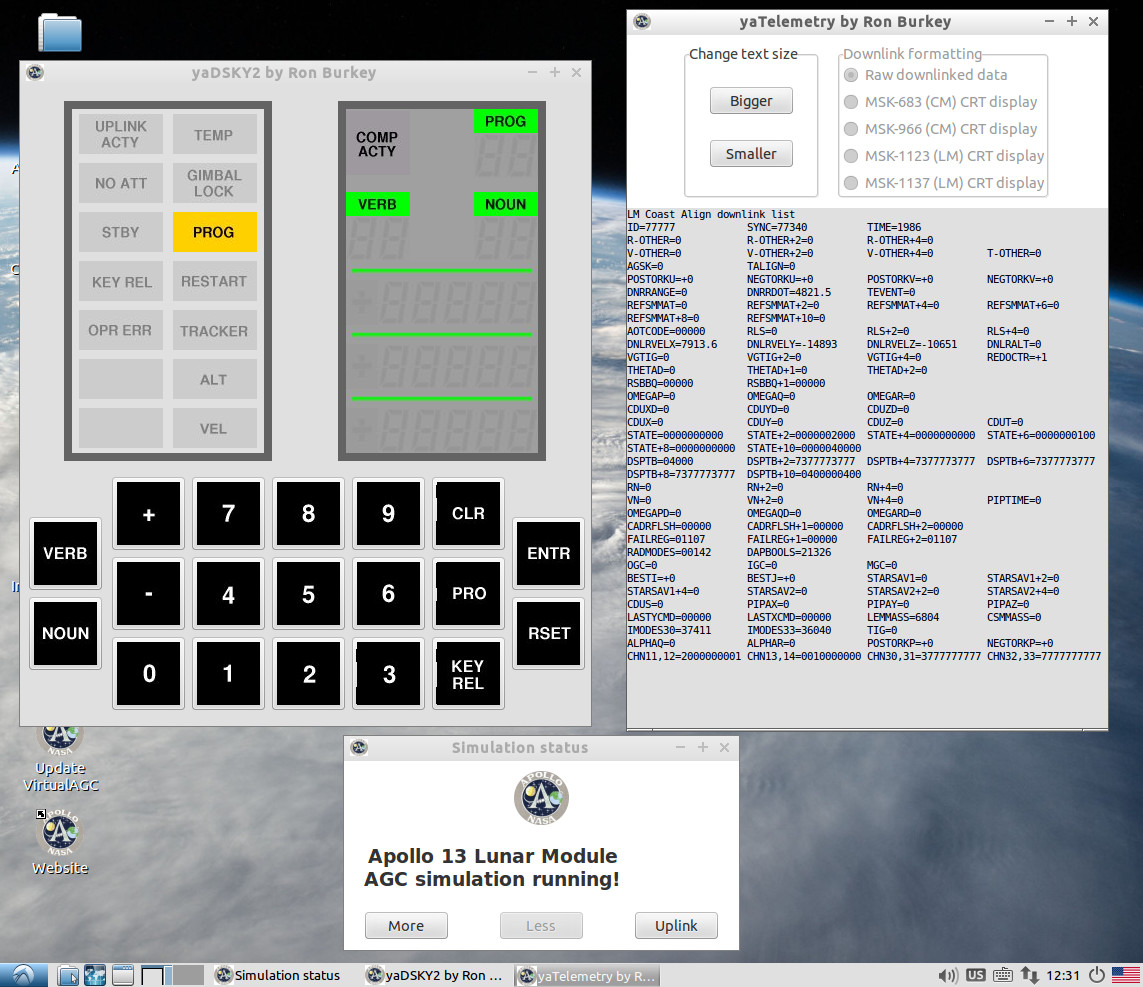 yaDSKY2 by Ron Burkey
UPLINK
ACTY
TEMP
NO ATT
GIMBAL
LOCK
STBY
PROG
KEY REL
RESTART
OPR ERR
TRACKER
ALT
VEL
COMP
ACTY
PROG
VERB
NOUN
+
7
8
9
CLR
VERB
ENTR
-
4
5
6
PRO
NOUN
RSET
0
1
2
3
KEY
REL
yaTelemetry by Ron Burkey
Change text size
Bigger
Smaller
Downlink formatting
Raw downlinked data
MSK-683 (CM) CRT display
MSK-966 (CM) CRT display
MSK-1123 (LM) CRT display
MSK-1137 (LM) CRT display
LM Coast Align downlink list
ID=77777 SYNC=77340 TIME=1986
R-OTHER=0 R-OTHER+2=0 R-OTHER+4=0
V-OTHER=0 V-OTHER+2=0 V-OTHER+4=0 T-OTHER=0
AGSK=0 TALIGN=0
POSTORKU=+0 NEGTORKU=+0 POSTORKV=+0 NEGTORKV=+0
DNRRANGE=0 DNRRDOT=4821.5 TEVENT=0
REFSMMAT=0 REFSMMAT+2=0 REFSMMAT+4=0 REFSMMAT+6=0
REFSMMAT+8=0 REFSMMAT+10=0
AOTCODE=00000 RLS=0 RLS+2=0 RLS+4=0
DNLRVELX=7913.6 DNLRVELY=-14893 DNLRVELZ=-10651 DNLRALT=0
VGTIG=0 VGTIG+2=0 VGTIG+4=0 REDOCTR=+1
THETAD=0 THETAD+1=0 THETAD+2=0
RSBBQ=00000 RSBBQ+1=00000
OMEGAP=0 OMEGAQ=0 OMEGAR=0
CDUXD=0 CDUYD=0 CDUZD=0
CDUX=0 CDUY=0 CDUZ=0 CDUT=0
STATE=0000000000 STATE+2=0000002000 STATE+4=0000000000 STATE+6=0000000100
STATE+8=0000000000 STATE+10=0000040000
DSPTB=04000 DSPTB+2=7377773777 DSPTB+4=7377773777 DSPTB+6=7377773777
DSPTB+8=7377773777 DSPTB+10=0400000400
RN=0 RN+2=0 RN+4=0
VN=0 VN+2=0 VN+4=0 PIPTIME=0
OMEGAPD=0 OMEGAQD=0 OMEGARD=0
CADRFLSH=00000 CADRFLSH+1=00000 CADRFLSH+2=00000
FAILREG=01107 FAILREG+1=00000 FAILREG+2=01107
RADMODES=00142 DAPBOOLS=21326
OGC=0 IGC=0 MGC=0
BESTI=+0 BESTJ=+0 STARSAV1=0 STARSAV1+2=0
STARSAV1+4=0 STARSAV2=0 STARSAV2+2=0 STARSAV2+4=0
CDUS=0 PIPAX=0 PIPAY=0 PIPAZ=0
LASTYCMD=00000 LASTXCMD=00000 LEMMASS=6804 CSMMASS=0
IMODES30=37411 IMODES33=36040 TIG=0
ALPHAQ=0 ALPHAR=0 POSTORKP=+0 NEGTORKP=+0
CHN11,12=2000000001 CHN13,14=0010000000 CHN30,31=3777777777 CHN32,33=7777777777
Update
VirtualAGC
Website
Simulation status
APOLLO
NASA
Apollo 13 Lunar Module
AGC simulation running!
More
Less
Uplink
Simulation status
yaDSKY2 by Ron ...
yaTelemetry by R...
US
12:31